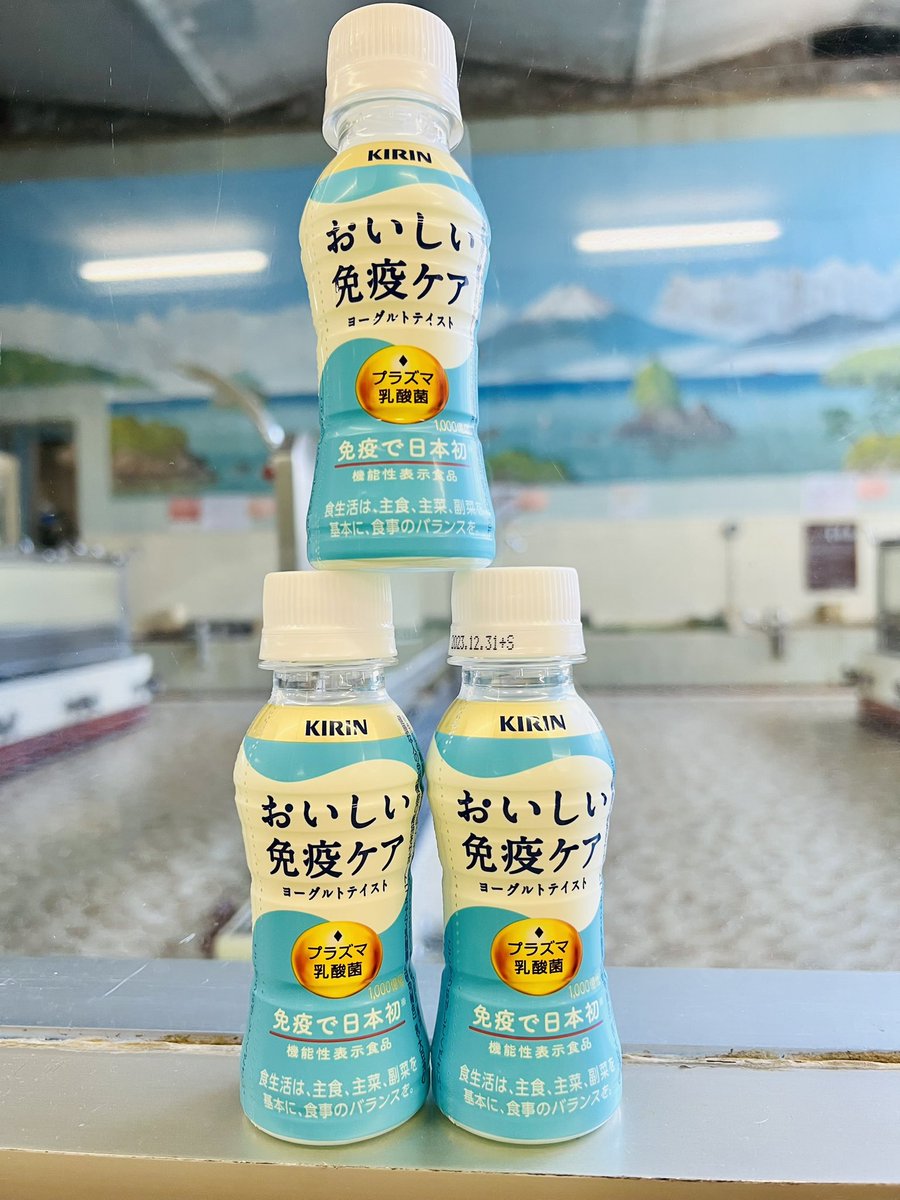 KIRIN
おいしい
免疫ケア
ヨーグルトテイスト
プラズマ
乳酸菌
免疫で日本初
機能性表示食品
食生活は、主食、主菜、副菜を
基本に、食事のバランスを。
2023.12.31+S
KIRIN
おいしい
免疫ケア
ヨーグルトテイスト
プラズマ
乳酸菌
1,000億個
免疫で日本初
機能性表示食品
食生活は、主食、主菜、副菜を
基本に、食事のバランスを。
KIRIN
おいしい
免疫ケア
ヨーグルトテイスト
プラズマ
乳酸菌
1,000億個
免疫で日本初
機能性表示食品
食生活は、主食、主菜、副菜を
基本に、食事のバランスを。